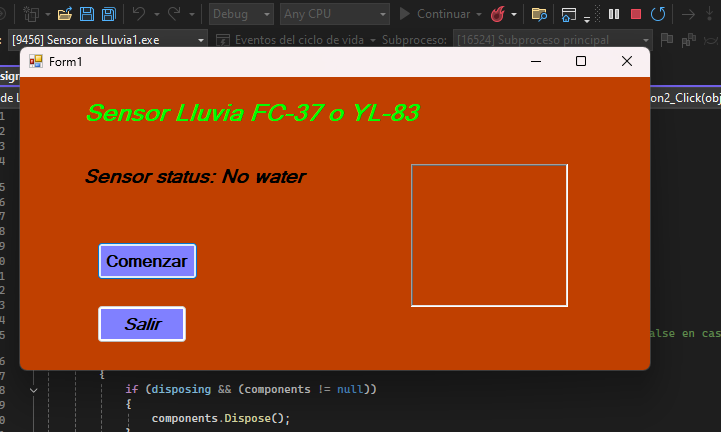 Debug Any CPU Continuar
[9456] Sensor de Lluvia1.exe Eventos del ciclo de vida Subproceso: [16524] Subproceso principal
Form1
Sensor Lluvia FC-37 o YL-83
Sensor status: No water
Comenzar
Salir
on2_Click(obj
alse en cas
{
if (disposing && (components != null))
{
components.Dispose();